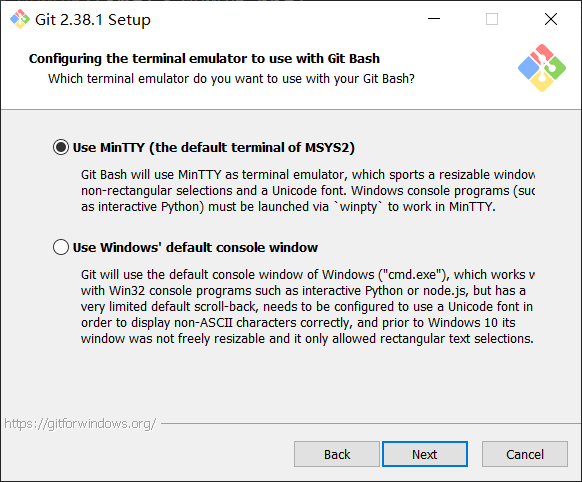 Git 2.38.1 Setup
Configuring the terminal emulator to use with Git Bash
Which terminal emulator do you want to use with your Git Bash?
Use MinTTY (the default terminal of MSYS2)
Git Bash will use MinTTY as terminal emulator, which sports a resizable window
non-rectangular selections and a Unicode font. Windows console programs (suc
as interactive Python) must be launched via `winpty` to work in MinTTY.
Use Windows' default console window
Git will use the default console window of Windows ("cmd.exe"), which works w
with Win32 console programs such as interactive Python or node.js, but has a
very limited default scroll-back, needs to be configured to use a Unicode font in
order to display non-ASCII characters correctly, and prior to Windows 10 its
window was not freely resizable and it only allowed rectangular text selections.
https://gitforwindows.org/
Back
Next
Cancel